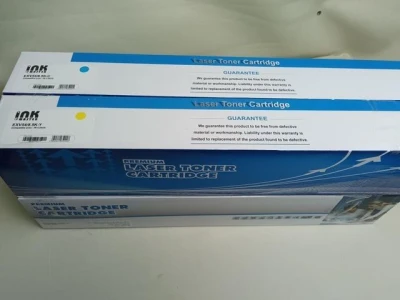 Laser Toner Cartridge
INK
GUARANTEE
We guarantee this product to be free from defective
material or workmanship. Liability under this warranty is
limited to replacement of the product found to be defective.
Laser Toner Cartridge
INK
GUARANTEE
We guarantee this product to be free from defective
material or workmanship. Liability under this warranty is
limited to replacement of the product found to be defective.
PREMIUM
LASER TONER
CARTRIDGE
PREMIUM
LASER TONER
CARTRIDGE